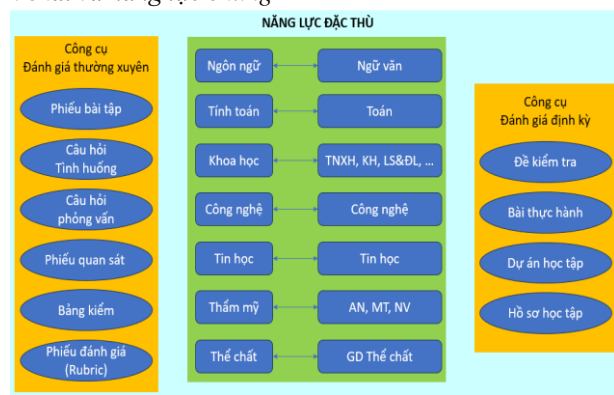 NĂNG LỰC ĐẶC THÙ
Công cụ
Đánh giá thường xuyên
Phiếu bài tập
Câu hỏi
Tình huống
Câu hỏi
phỏng vấn
Phiếu quan sát
Bảng kiểm
Phiếu đánh giá
(Rubric)
Ngôn ngữ
Ngữ văn
Tính toán
Toán
Khoa học
TNXH, KH, LS&ĐL, ...
Công nghệ
Công nghệ
Tin học
Tin học
Thẩm mỹ
AN, MT, NV
Thể chất
GD Thể chất
Công cụ
Đánh giá định kỳ
Đề kiểm tra
Bài thực hành
Dự án học tập
Hồ sơ học tập